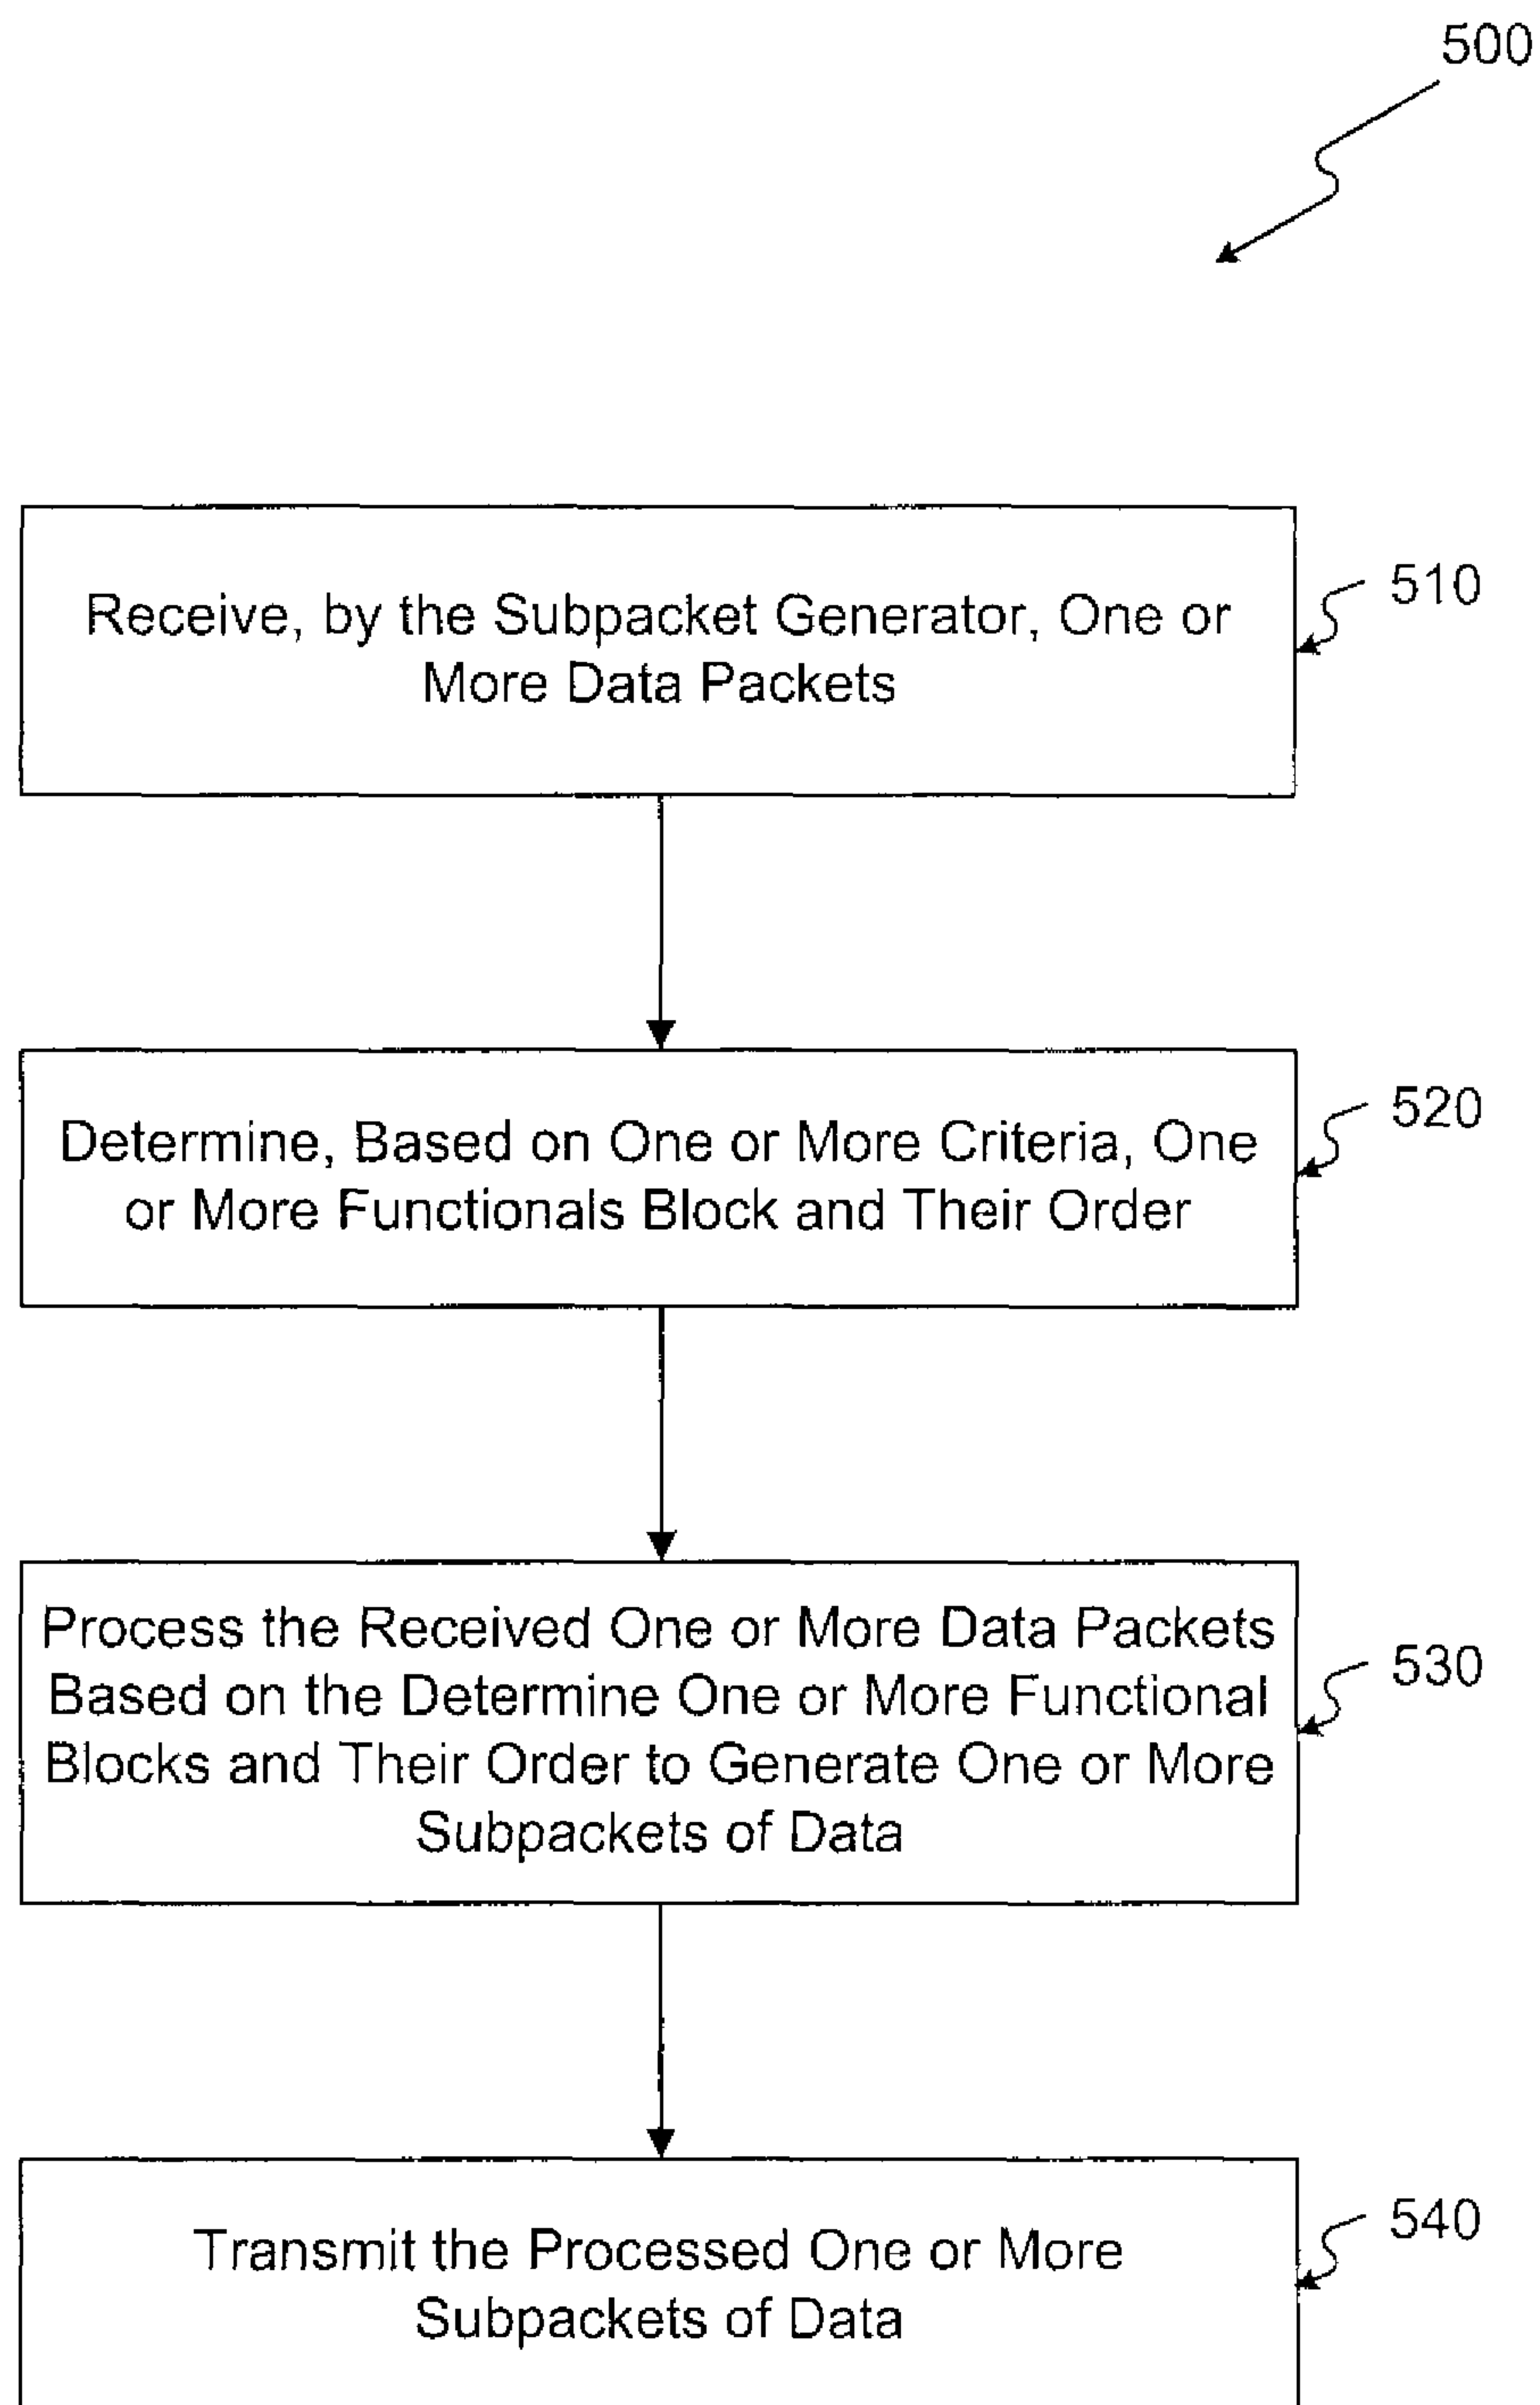 500
Receive, by the Subpacket Generator, One or
More Data Packets
510
Determine, Based on One or More Criteria, One
or More Functionals Block and Their Order
520
Process the Received One or More Data Packets
Based on the Determine One or More Functional
Blocks and Their Order to Generate One or More
Subpackets of Data
530
Transmit the Processed One or More
Subpackets of Data
540